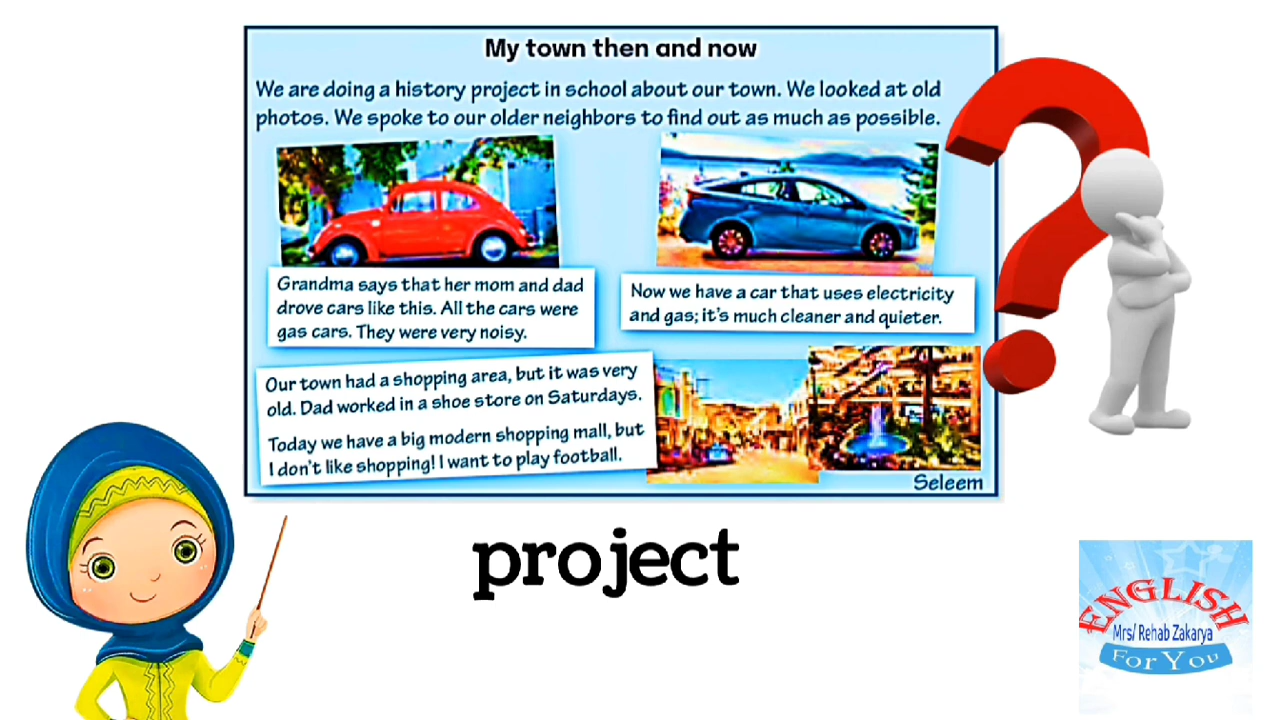 My town then and now
We are doing a history project in school about our town. We looked at old
photos. We spoke to our older neighbors to find out as much as possible.
Grandma says that her mom and dad
drove cars like this. All the cars were
gas cars. They were very noisy.
Now we have a car that uses electricity
and gas; it's much cleaner and quieter.
Our town had a shopping area, but it was very
old. Dad worked in a shoe store on Saturdays.
Today we have a big modern shopping mall, but
I don't like shopping! I want to play football.
Seleem
project
ENGLISH
Mrs/ Rehab Zakarya
For You